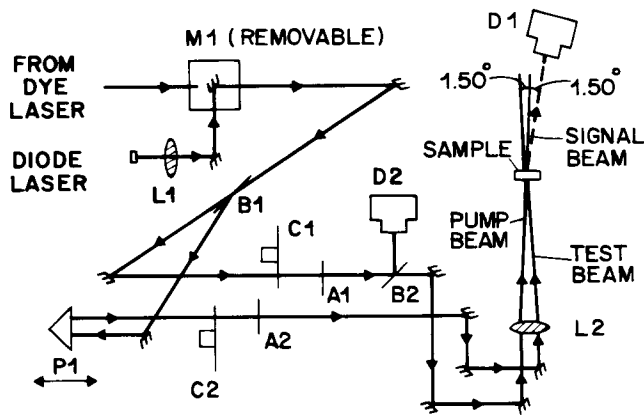 M1 (REMOVABLE)
FROM
DYE
LASER
DIODE
LASER
L1
B1
D2
C1
A1
B2
P1
C2
A2
D1
1.50°
1.50°
SIGNAL
BEAM
SAMPLE
PUMP
BEAM
TEST
BEAM
L2